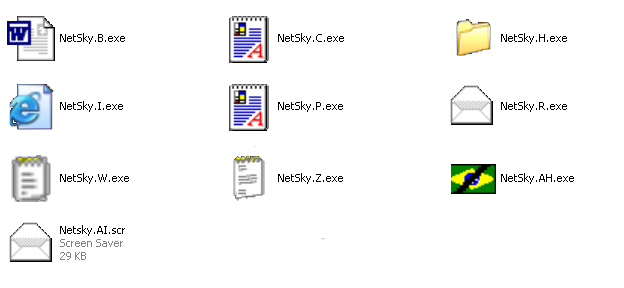 NetSky.B.exe
NetSky.C.exe
NetSky.H.exe
NetSky.I.exe
NetSky.P.exe
NetSky.R.exe
NetSky.W.exe
NetSky.Z.exe
NetSky.AH.exe
Netsky.AI.scr
Screen Saver
29 KB